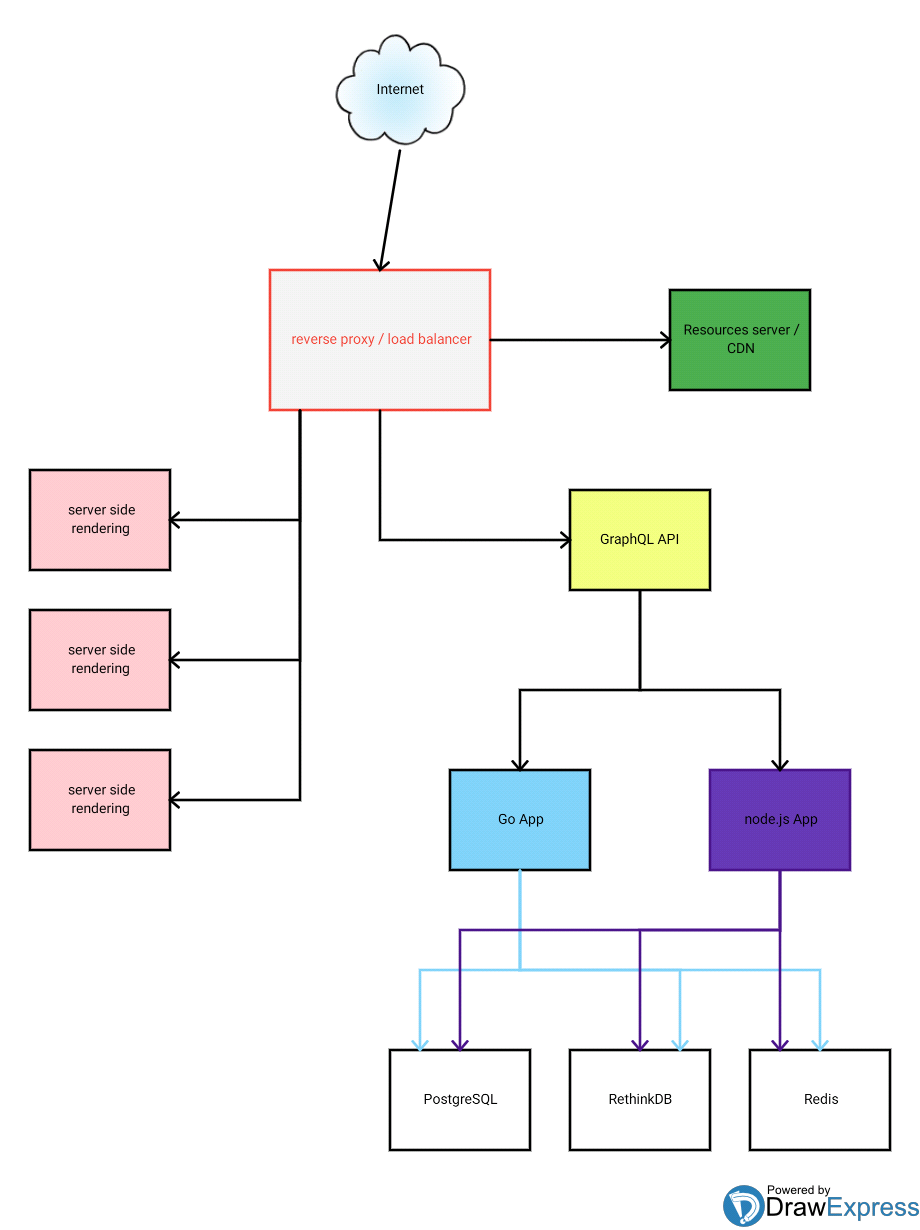 Internet
reverse proxy / load balancer
Resources server /
CDN
server side
rendering
GraphQL API
server side
rendering
server side
rendering
Go App
node.js App
PostgreSQL
RethinkDB
Redis
Powered by
DrawExpress